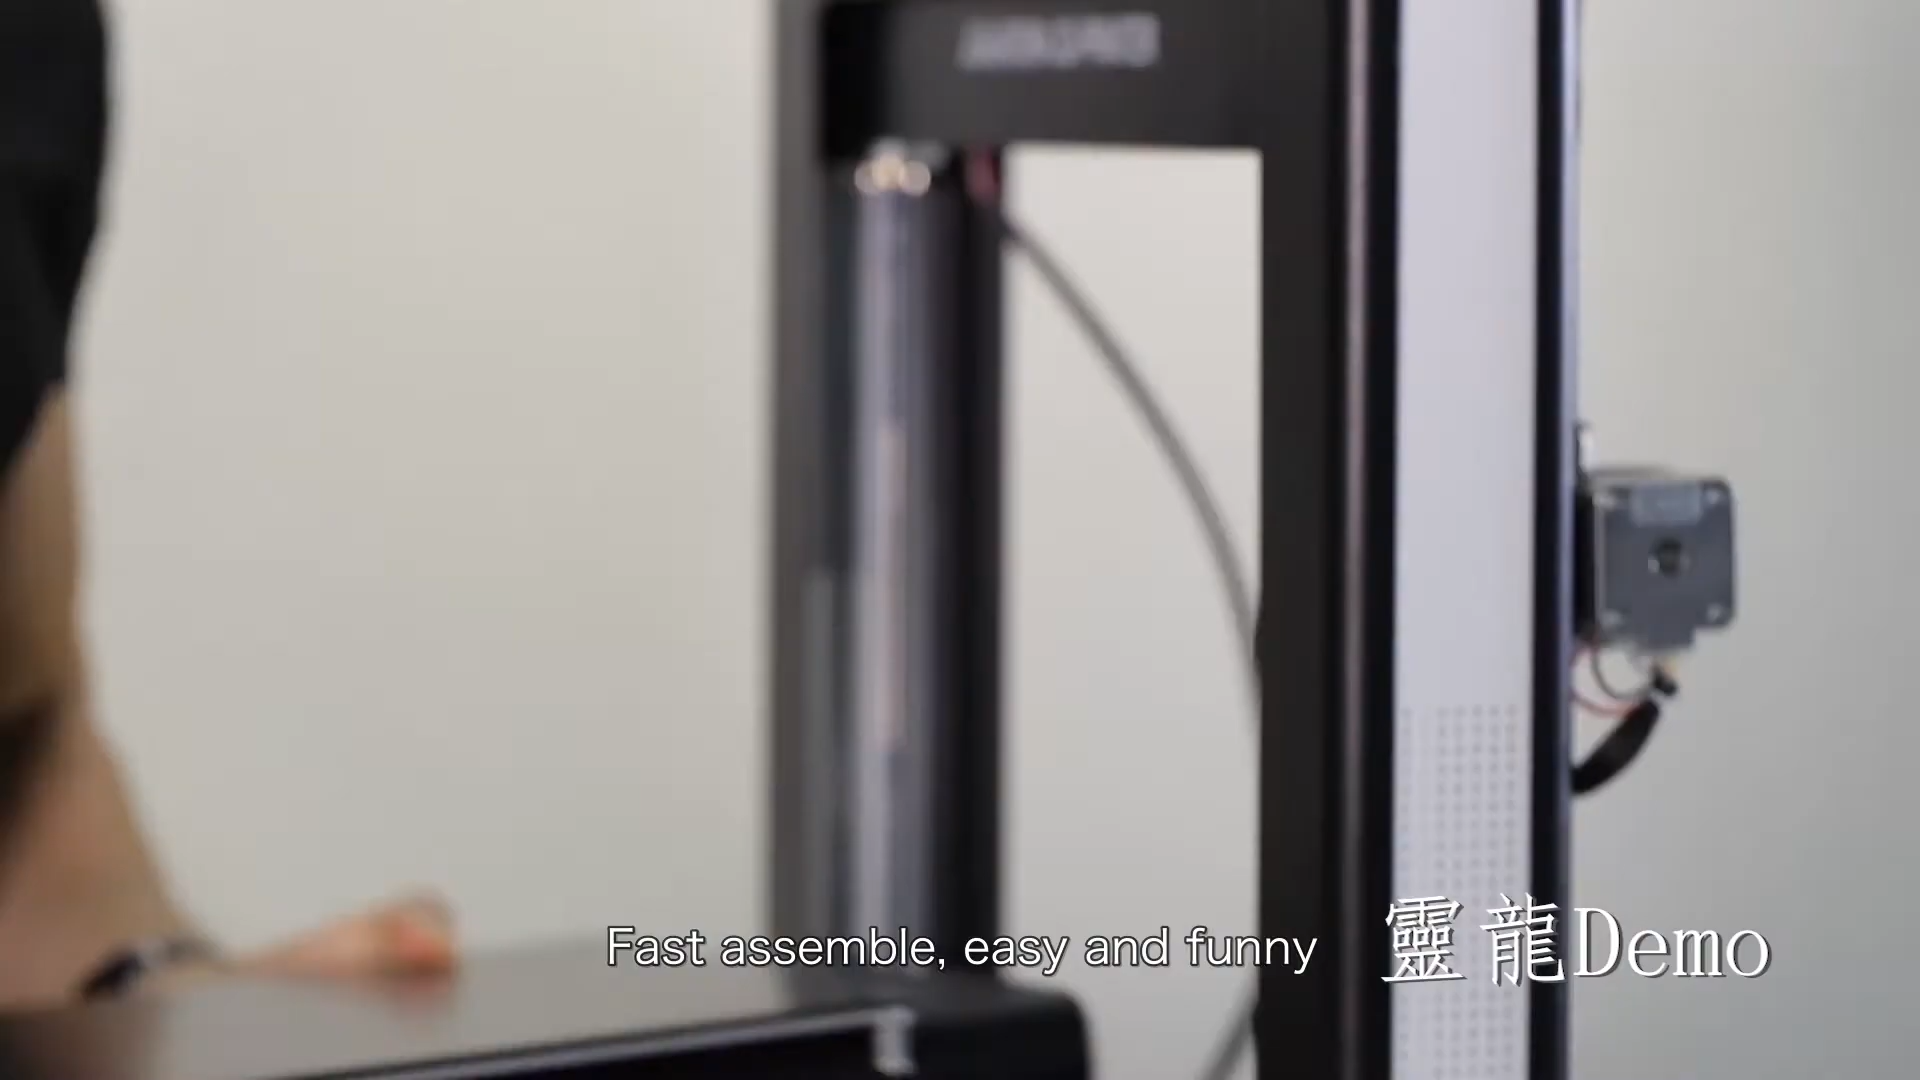 Fast assemble, easy and funny
靈龍Demo